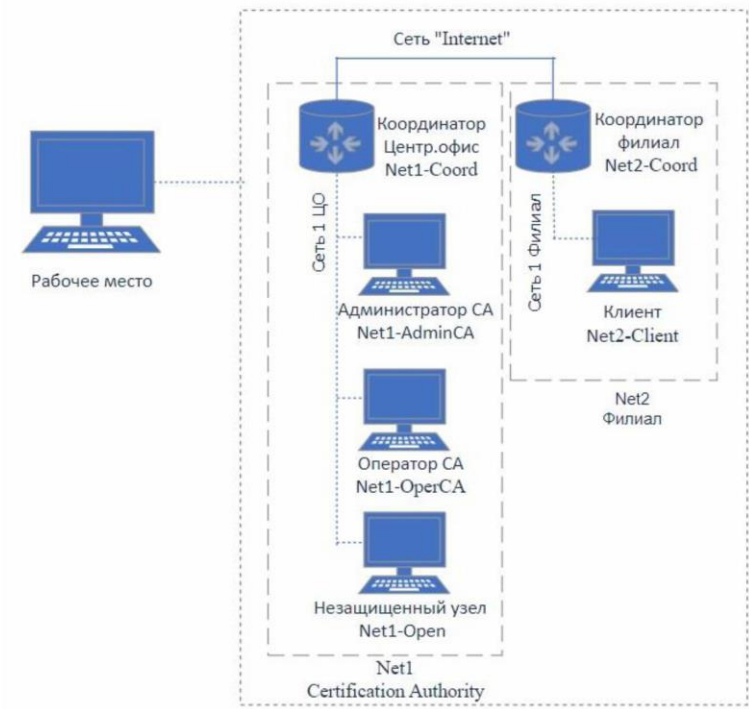 Сеть "Internet"
Координатор
Центр.офис
Net1-Coord
Координатор
филиал
Net2-Coord
Сеть 1 ЦО
Сеть 1 Филиал
Рабочее место
Администратор CA
Net1-AdminCA
Клиент
Net2-Client
Net2
Филиал
Оператор CA
Net1-OperCA
Незащищенный узел
Net1-Open
Net1
Certification Authority